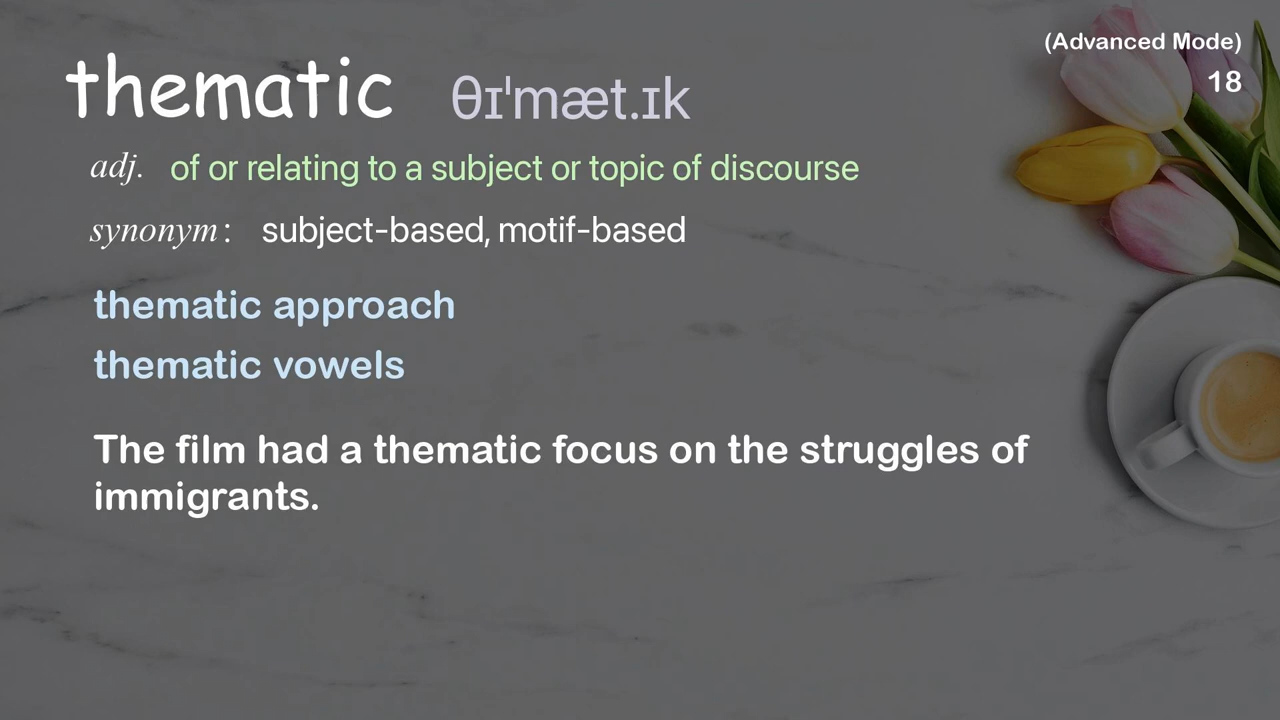 (Advanced Mode)
18
thematic θɪˈmæt.ɪk
adj. of or relating to a subject or topic of discourse
synonym: subject-based, motif-based
thematic approach
thematic vowels
The film had a thematic focus on the struggles of
immigrants.